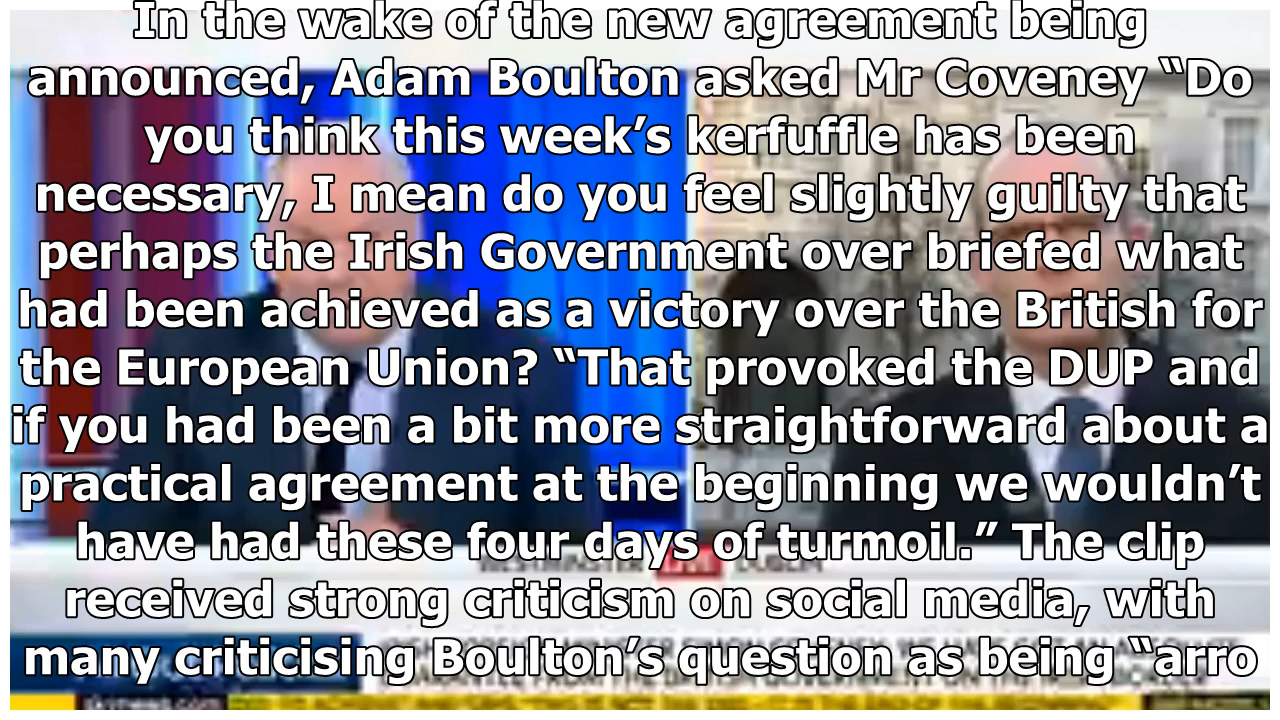 In the wake of the new agreement being
announced, Adam Boulton asked Mr Coveney “Do
you think this week’s kerfuffle has been
necessary, I mean do you feel slightly guilty that
perhaps the Irish Government over briefed what
had been achieved as a victory over the British for
the European Union? “That provoked the DUP and
if you had been a bit more straightforward about a
practical agreement at the beginning we wouldn’t
have had these four days of turmoil.” The clip
WESTMINSTER LIVE DUBLIN
received strong criticism on social media, with
many criticising Boulton’s question as being “arro